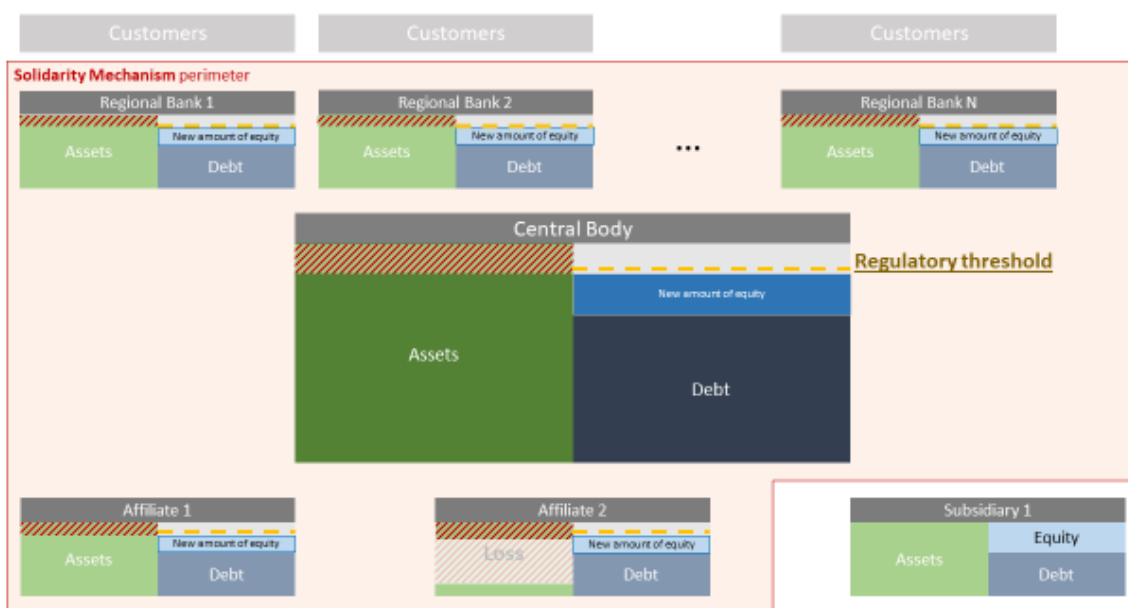 Customers
Customers
Customers
Solidarity Mechanism perimeter
Regional Bank 1
Regional Bank 2
Regional Bank N
New amount of equity
New amount of equity
New amount of equity
Assets
Assets
...
Assets
Debt
Debt
Debt
Central Body
Regulatory threshold
New amount of equity
Assets
Debt
Affiliate 1
Affiliate 2
Subsidiary 1
New amount of equity
New amount of equity
Equity
Assets
Loss
Assets
Debt
Debt
Debt